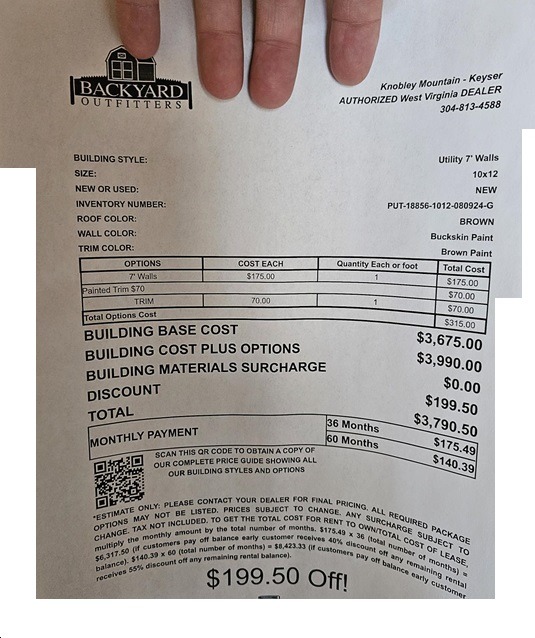 BACKYARD
OUTFITTERS
Knobley Mountain - Keyser
AUTHORIZED West Virginia DEALER
304-813-4588
BUILDING STYLE: Utility 7' Walls
SIZE: 10x12
NEW OR USED: NEW
INVENTORY NUMBER: PUT-18856-1012-080924-G
ROOF COLOR: BROWN
WALL COLOR: Buckskin Paint
TRIM COLOR: Brown Paint
OPTIONS COST EACH Quantity Each or foot Total Cost
7' Walls $175.00 1 $175.00
Painted Trim $70 $70.00
TRIM 70.00 1 $70.00
Total Options Cost $315.00
BUILDING BASE COST $3,675.00
BUILDING COST PLUS OPTIONS $3,990.00
BUILDING MATERIALS SURCHARGE $0.00
DISCOUNT $199.50
TOTAL $3,790.50
MONTHLY PAYMENT 36 Months $175.49
60 Months $140.39
SCAN THIS QR CODE TO OBTAIN A COPY OF
OUR COMPLETE PRICE GUIDE SHOWING ALL
OUR BUILDING STYLES AND OPTIONS
*ESTIMATE ONLY: PLEASE CONTACT YOUR DEALER FOR FINAL PRICING. ALL REQUIRED PACKAGE
OPTIONS MAY NOT BE LISTED. PRICES SUBJECT TO CHANGE. ANY SURCHARGE SUBJECT TO
CHANGE. TAX NOT INCLUDED. TO GET THE TOTAL COST FOR RENT TO OWN/TOTAL COST OF LEASE,
multiply the monthly amount by the total number of months. $175.49 x 36 (total number of months) =
$6,317.50 (if customers pay off balance early customer receives 40% discount off any remaining rental
balance). $140.39 x 60 (total number of months) = $8,423.33 (if customers pay off balance early customer
receives 55% discount off any remaining rental balance).
$199.50 Off!